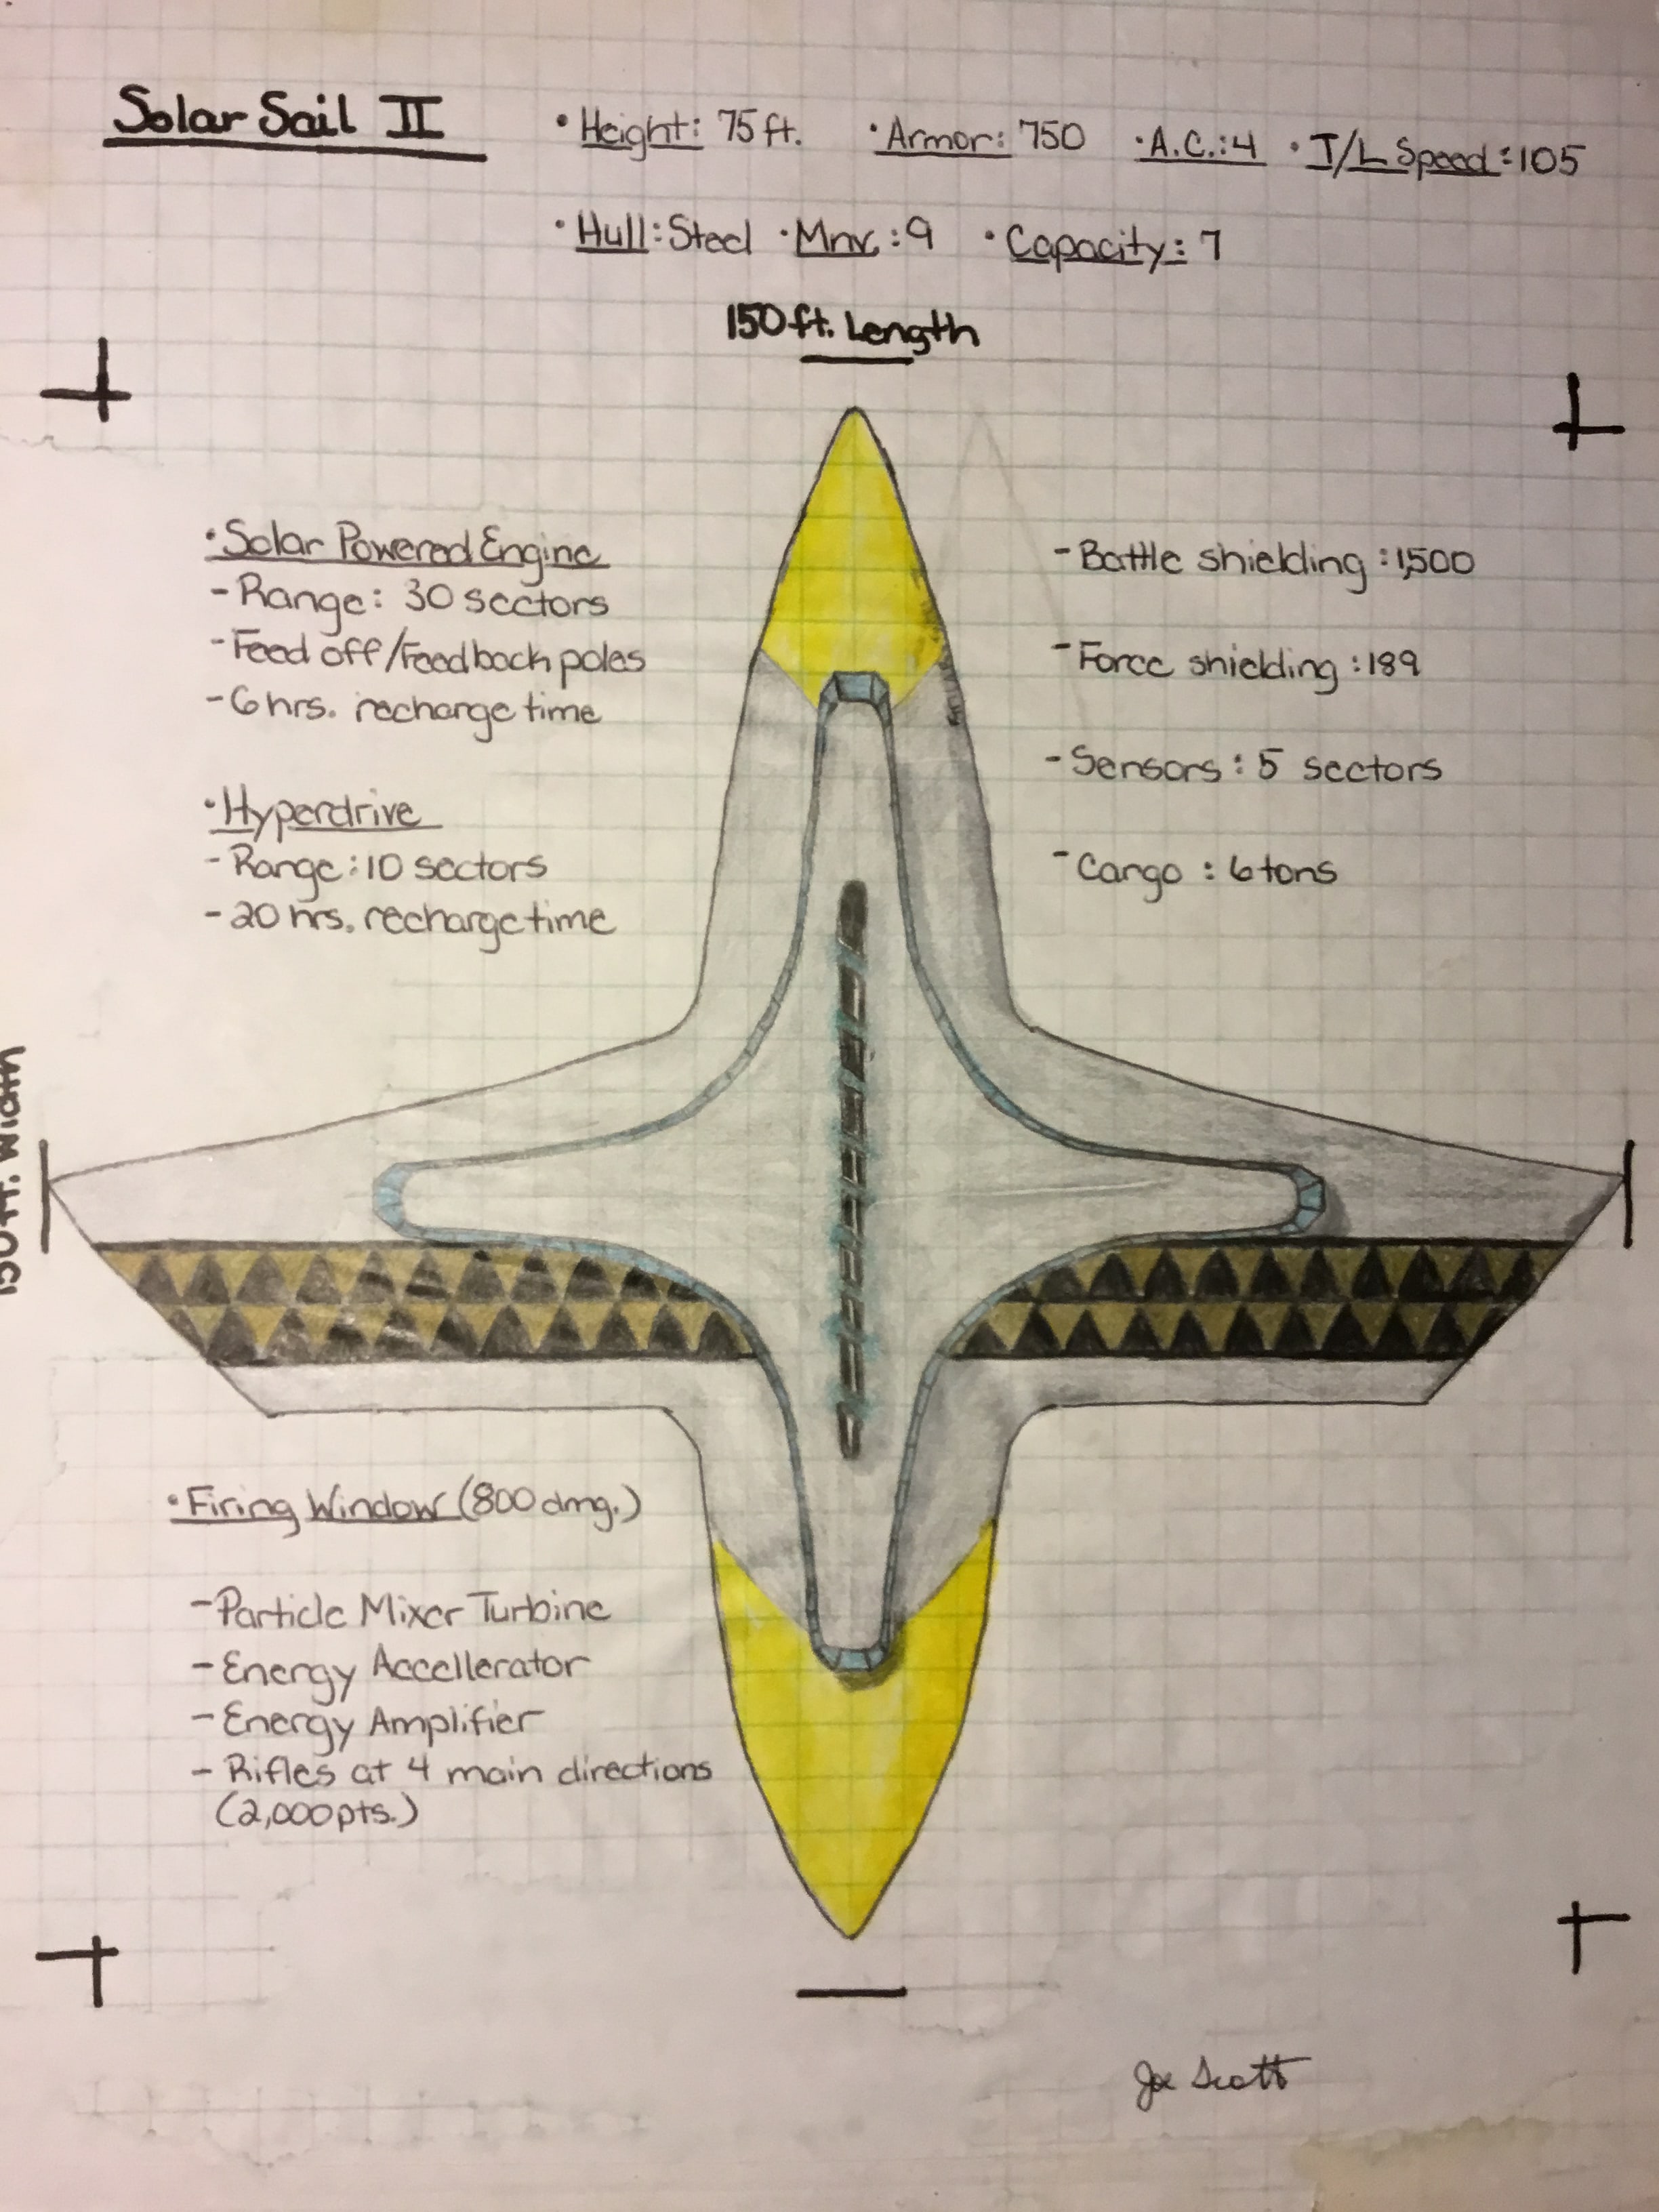 Solar Sail II
• Height: 75 ft. • Armor: 750 • A.C.: 4 • T/L Speed: 105
• Hull: Steel • Mnv.: 9 • Capacity: 7
150 ft. Length
• Solar Powered Engine
- Range: 30 sectors
- Feed off/Feedback poles
- 6 hrs. recharge time
• Hyperdrive
- Range: 10 sectors
- 20 hrs. recharge time
- Battle shielding: 1,500
- Force shielding: 189
- Sensors: 5 sectors
- Cargo: 6 tons
150 ft. Width
• Firing Window (800 dmg.)
- Particle Mixer Turbine
- Energy Accellerator
- Energy Amplifier
- Rifles at 4 main directions
(2,000 pts.)
Joe Scott